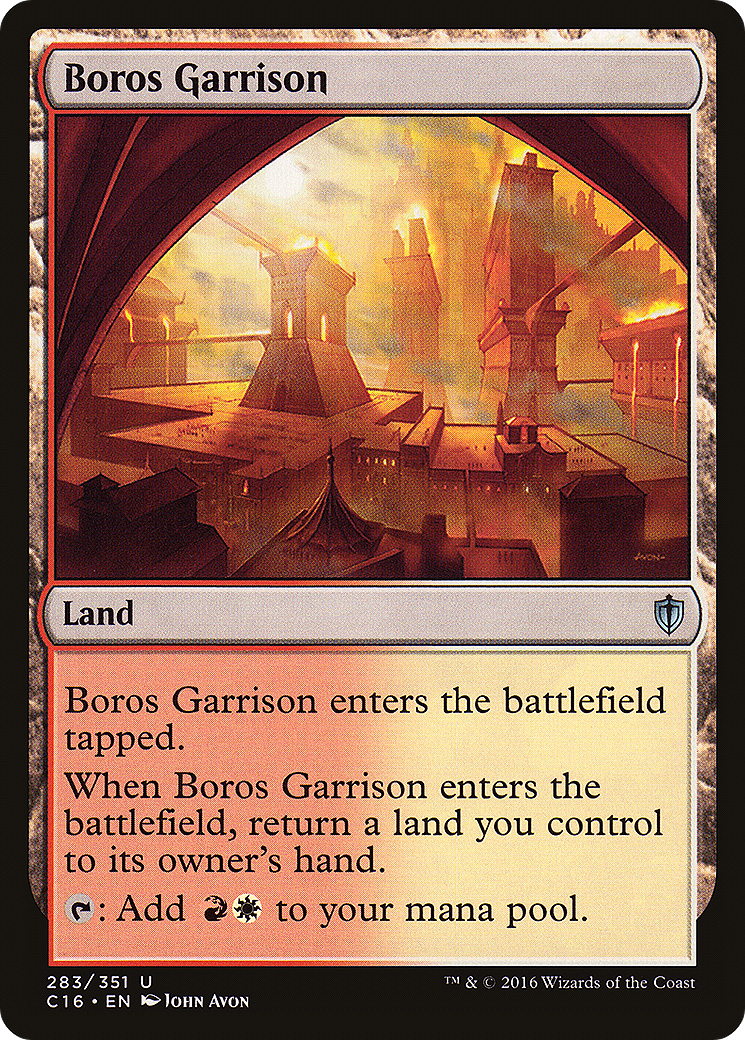 Boros Garrison
AVON
Land
Boros Garrison enters the battlefield
tapped.
When Boros Garrison enters the
battlefield, return a land you control
to its owner's hand.
: Add to your mana pool.
283/351 U
C16 • EN John Avon
™ & © 2016 Wizards of the Coast